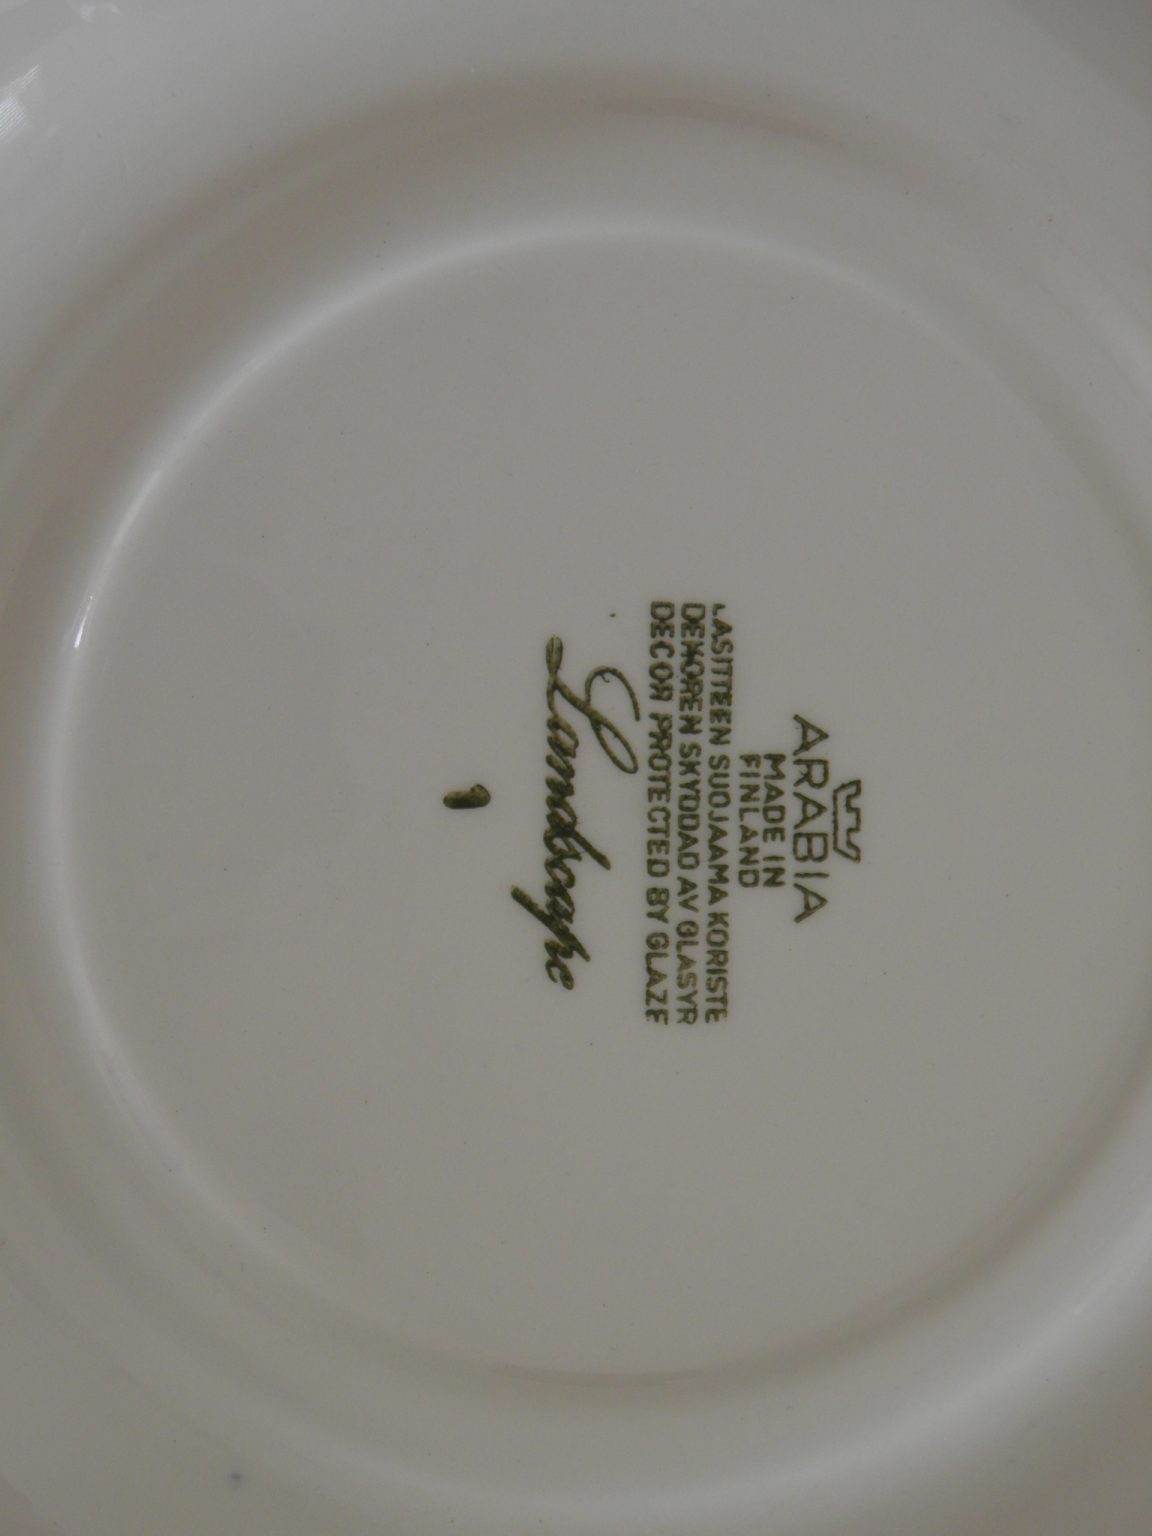 ARABIA
MADE IN
FINLAND
LASITTEEN SUOJAAMA KORISTE
DEKOREN SKYDDAD AV GLASYR
DECOR PROTECTED BY GLAZE
Landscape
1